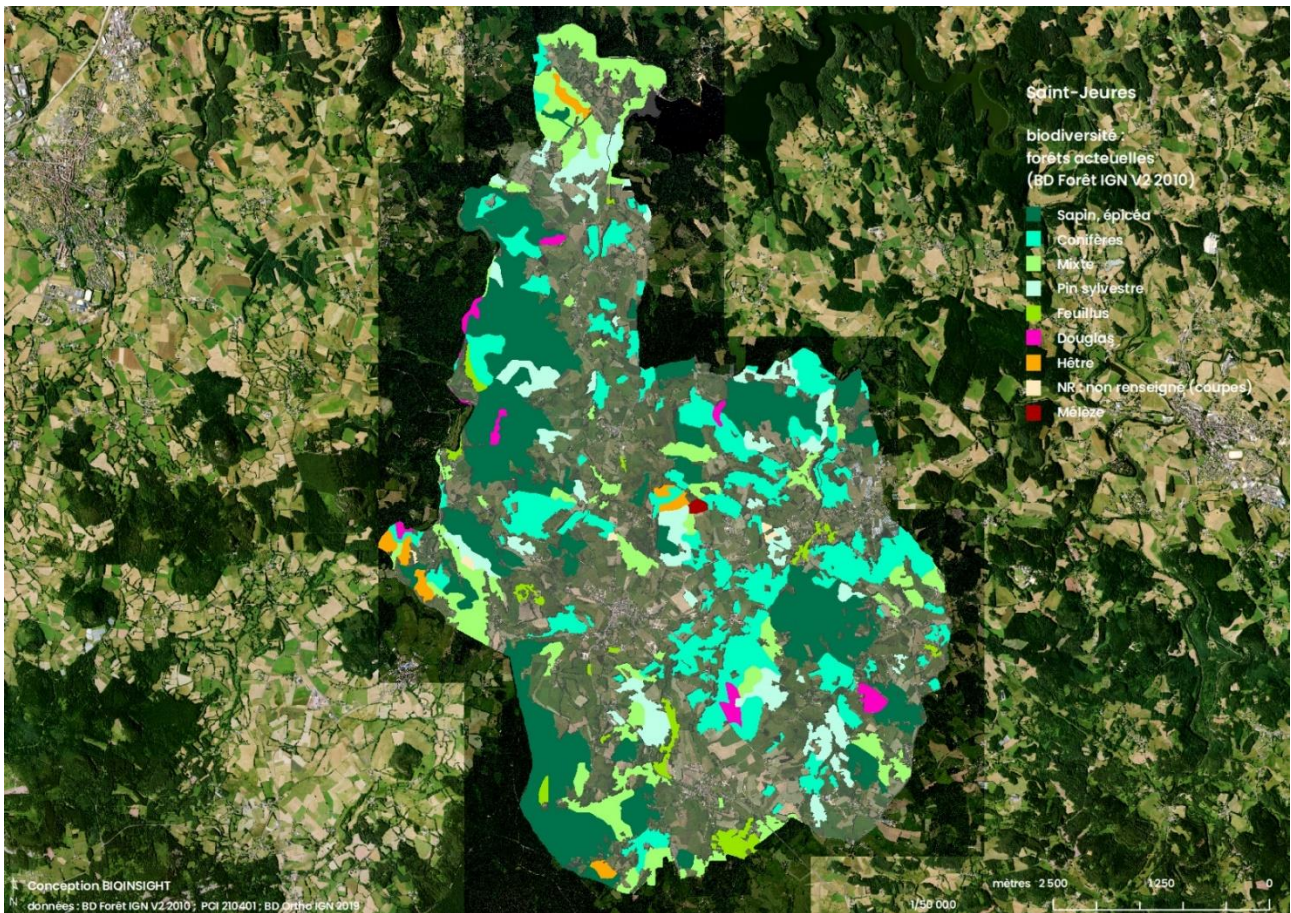 Saint-Jeures
biodiversité :
forêts acteuelles
(BD Forêt IGN V2 2010)
Sapin, épicéa
Conifères
Mixte
Pin sylvestre
Feuillus
Douglas
Hêtre
NR : non renseigné (coupes)
Mélèze
N
Conception BIOINSIGHT
données : BD Forêt IGN V2 2010 ; PCI 210401 ; BD Ortho IGN 2019
mètres 2 500 1 250 0
1/50 000